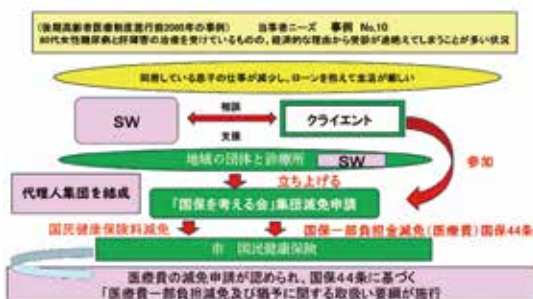 (後期高齢者医療制度施行前2005年の事例) 当事者ニーズ 事例 No.10
80代女性糖尿病と肝障害の治療を受けているものの、経済的な理由から受診が途絶えてしまうことが多い状況
同居している息子の仕事が減少し、ローンを抱えて生活が厳しい
SW
相談
支援
クライエント
地域の団体と診療所
SW
参加
代理人集団を結成
立ち上げる
「国保を考える会」集団減免申請
国民健康保険料減免
国保一部負担金減免(医療費)国保44条
市 国民健康保険
医療費の減免申請が認められ、国保44条に基づく
「医療費一部負担減免及び猶予に関する取扱い要綱が施行